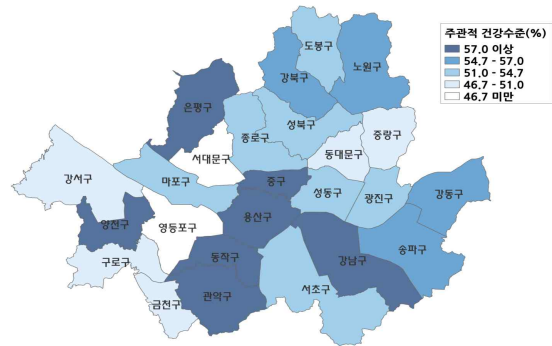 주관적 건강수준(%)
57.0 이상
54.7 - 57.0
51.0 - 54.7
46.7 - 51.0
46.7 미만
도봉구
노원구
강북구
은평구
성북구
중랑구
종로구
동대문구
서대문구
강서구
마포구
중구
성동구
광진구
강동구
양천구
영등포구
용산구
송파구
동작구
강남구
구로구
서초구
관악구
금천구